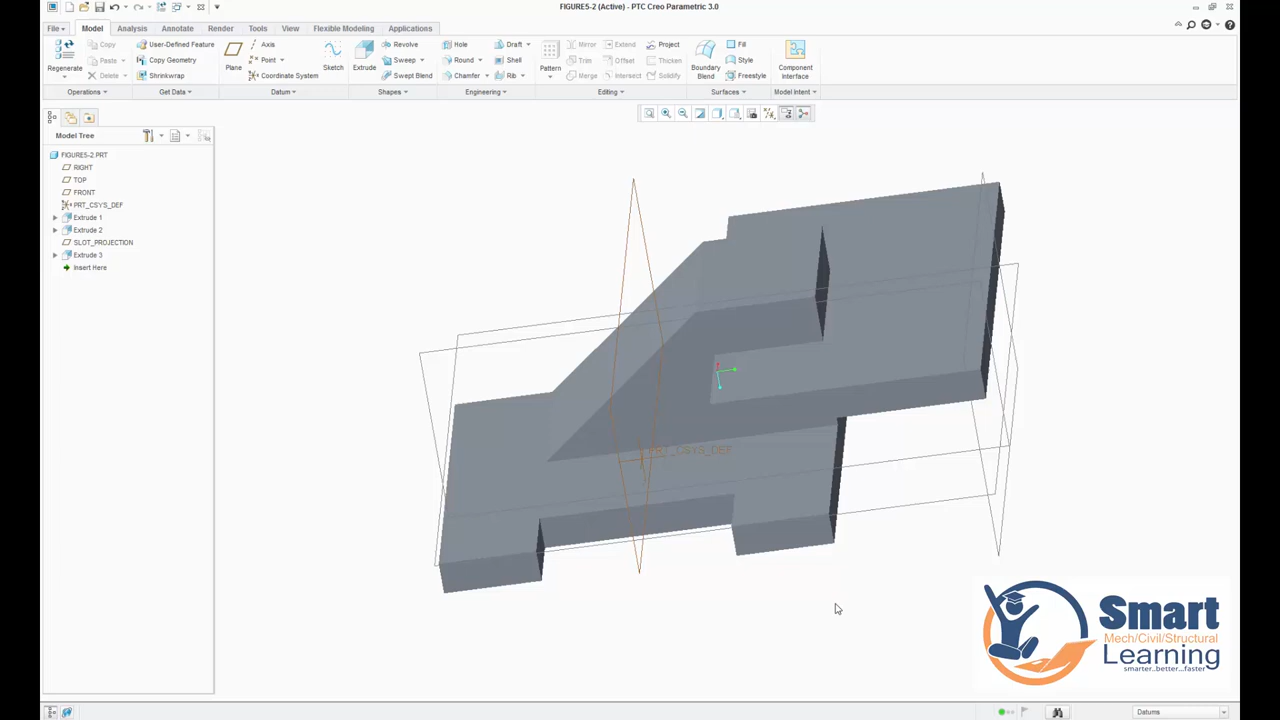 FIGURE5-2 (Active) - PTC Creo Parametric 3.0
File Model Analysis Annotate Render Tools View Flexible Modeling Applications
Regenerate
Copy
Paste
Delete
Operations
User-Defined Feature
Copy Geometry
Shrinkwrap
Get Data
Plane
Axis
Point
Coordinate System
Datum
Sketch
Extrude
Revolve
Sweep
Swept Blend
Shapes
Hole
Round
Chamfer
Draft
Shell
Rib
Engineering
Pattern
Mirror
Trim
Merge
Extend
Offset
Intersect
Project
Thicken
Solidify
Editing
Boundary
Blend
Fill
Style
Freestyle
Surfaces
Component
Interface
Model Intent
Model Tree
FIGURE5-2.PRT
RIGHT
TOP
FRONT
PRT_CSYS_DEF
Extrude 1
Extrude 2
SLOT_PROJECTION
Extrude 3
Insert Here
PRT_CSYS_DEF
Smart
Mech/Civil/Structural
Learning
smarter..better...faster
Datums